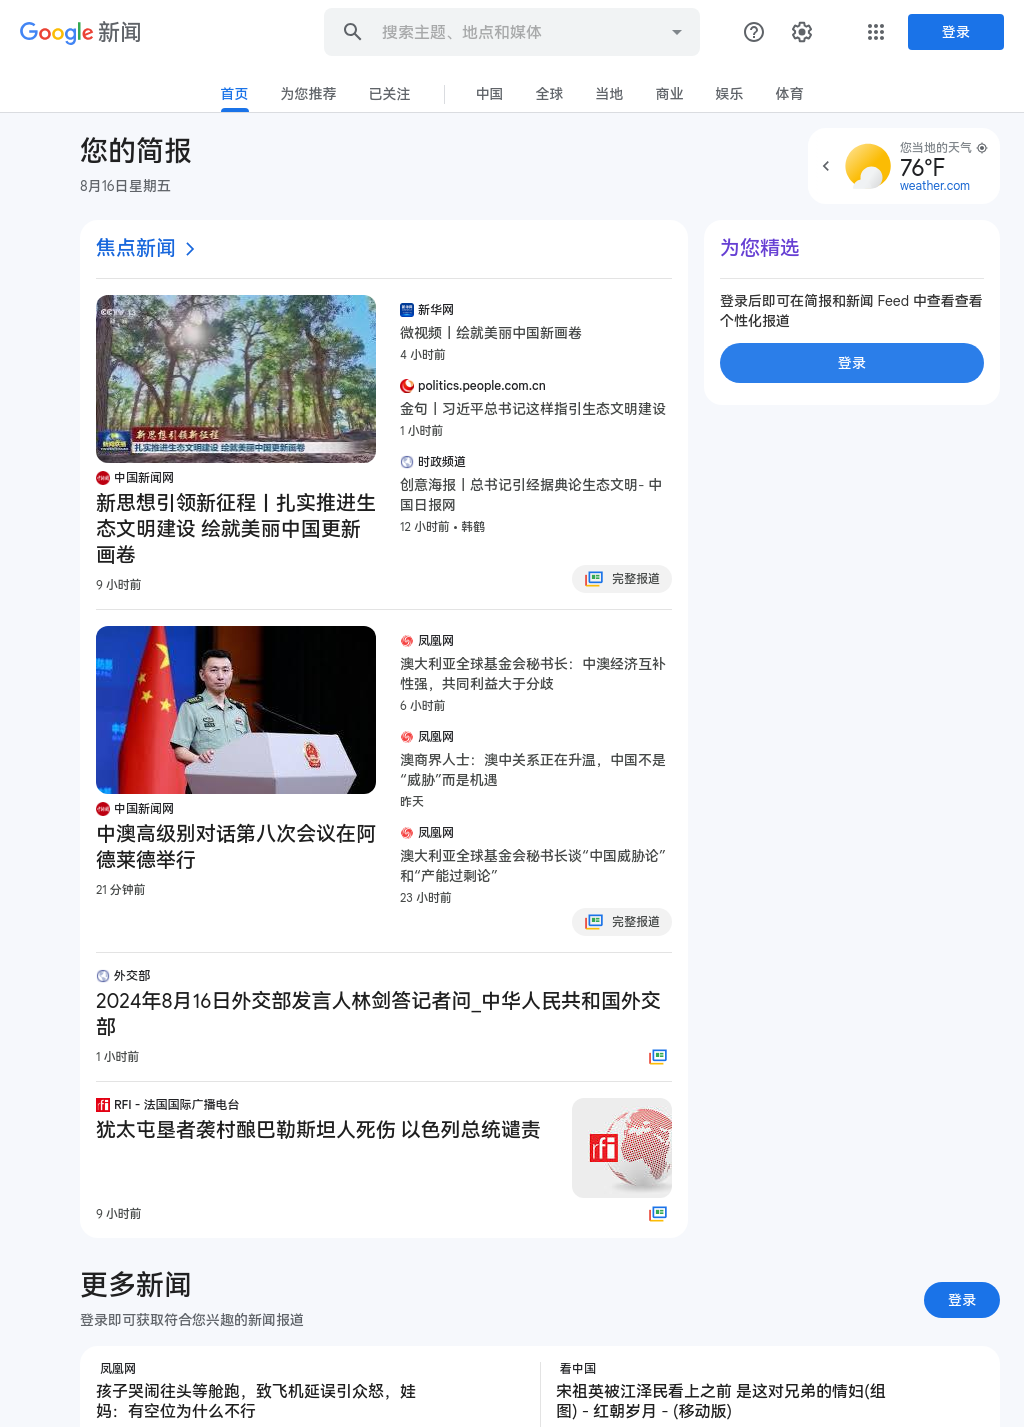 Google 新闻
搜索主题、地点和媒体
登录
首页
为您推荐
已关注
中国
全球
当地
商业
娱乐
体育
您的简报
8月16日星期五
您当地的天气
76°F
weather.com
焦点新闻
CCTV 13
新思想引领新征程
扎实推进生态文明建设 绘就美丽中国更新画卷
中国新闻网
新思想引领新征程丨扎实推进生
态文明建设 绘就美丽中国更新
画卷
9 小时前
新华网
微视频丨绘就美丽中国新画卷
4 小时前
politics.people.com.cn
金句丨习近平总书记这样指引生态文明建设
1 小时前
时政频道
创意海报丨总书记引经据典论生态文明- 中
国日报网
12 小时前 • 韩鹤
完整报道
中国新闻网
中澳高级别对话第八次会议在阿
德莱德举行
21 分钟前
凤凰网
澳大利亚全球基金会秘书长：中澳经济互补
性强，共同利益大于分歧
6 小时前
凤凰网
澳商界人士：澳中关系正在升温，中国不是
“威胁”而是机遇
昨天
凤凰网
澳大利亚全球基金会秘书长谈“中国威胁论”
和“产能过剩论”
23 小时前
完整报道
外交部
2024年8月16日外交部发言人林剑答记者问_中华人民共和国外交
部
1 小时前
RFI - 法国国际广播电台
犹太屯垦者袭村酿巴勒斯坦人死伤 以色列总统谴责
rfi
9 小时前
为您精选
登录后即可在简报和新闻 Feed 中查看查看
个性化报道
登录
更多新闻
登录即可获取符合您兴趣的新闻报道
登录
凤凰网
孩子哭闹往头等舱跑，致飞机延误引众怒，娃
妈：有空位为什么不行
看中国
宋祖英被江泽民看上之前 是这对兄弟的情妇(组
图) - 红朝岁月 - (移动版)